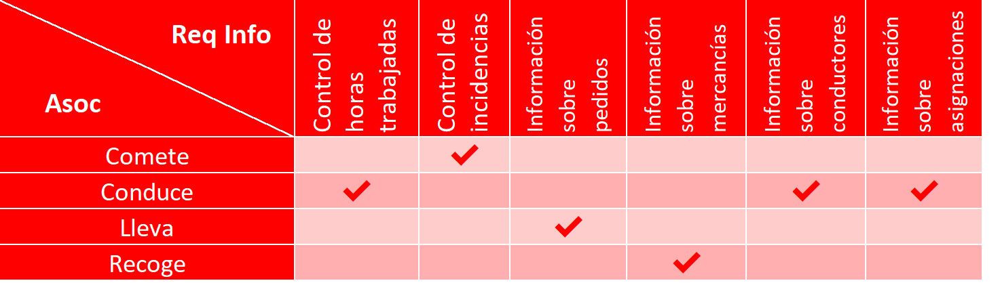 Req Info
Asoc
Control de
horas
trabajadas
Control de
incidencias
Información
sobre
pedidos
Información
sobre
mercancías
Información
sobre
conductores
Información
sobre
asignaciones
Comete
Conduce
Lleva
Recoge